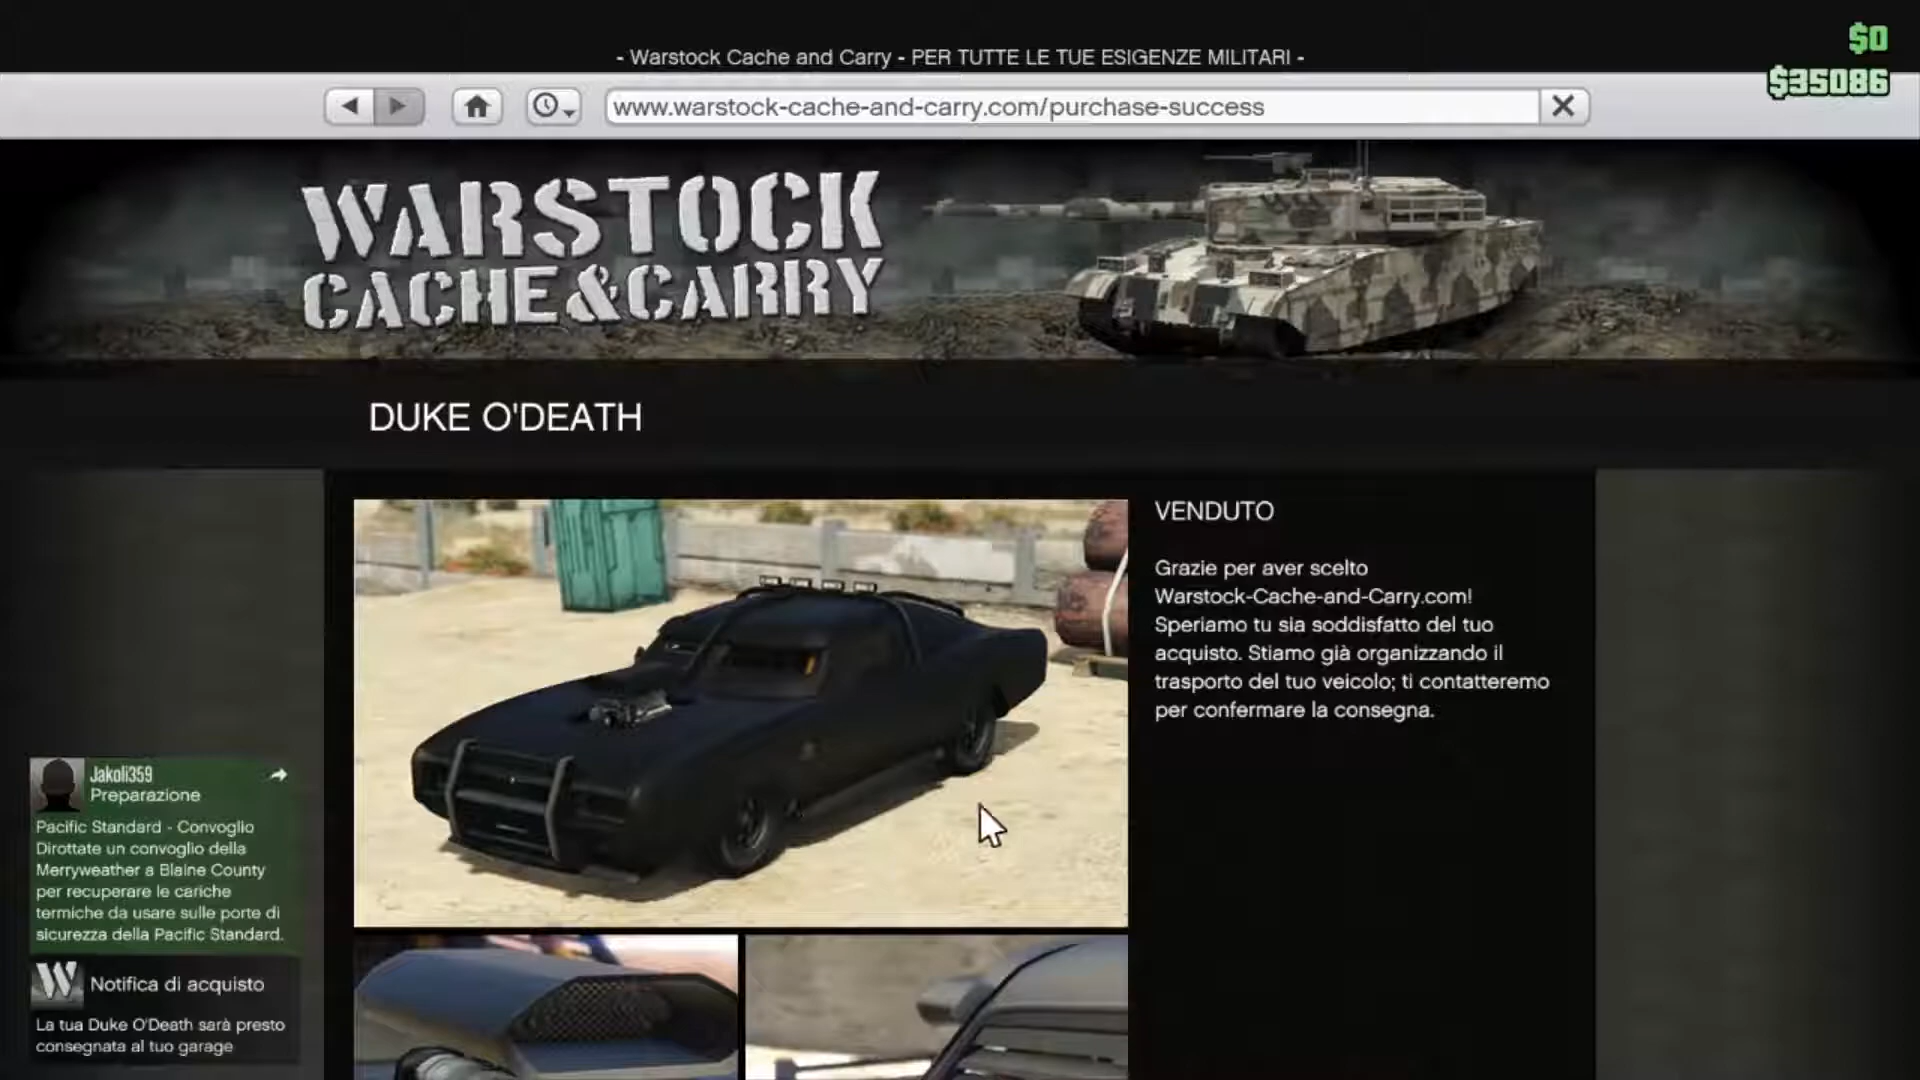 - Warstock Cache and Carry - PER TUTTE LE TUE ESIGENZE MILITARI -
$0
$35086
www.warstock-cache-and-carry.com/purchase-success
WARSTOCK
CACHE & CARRY
DUKE O'DEATH
VENDUTO
Grazie per aver scelto
Warstock-Cache-and-Carry.com!
Speriamo tu sia soddisfatto del tuo
acquisto. Stiamo già organizzando il
trasporto del tuo veicolo; ti contatteremo
per confermare la consegna.
Jakoli359
Preparazione
Pacific Standard - Convoglio
Dirottate un convoglio della
Merryweather a Blaine County
per recuperare le cariche
termiche da usare sulle porte di
sicurezza della Pacific Standard.
W
Notifica di acquisto
La tua Duke O'Death sarà presto
consegnata al tuo garage